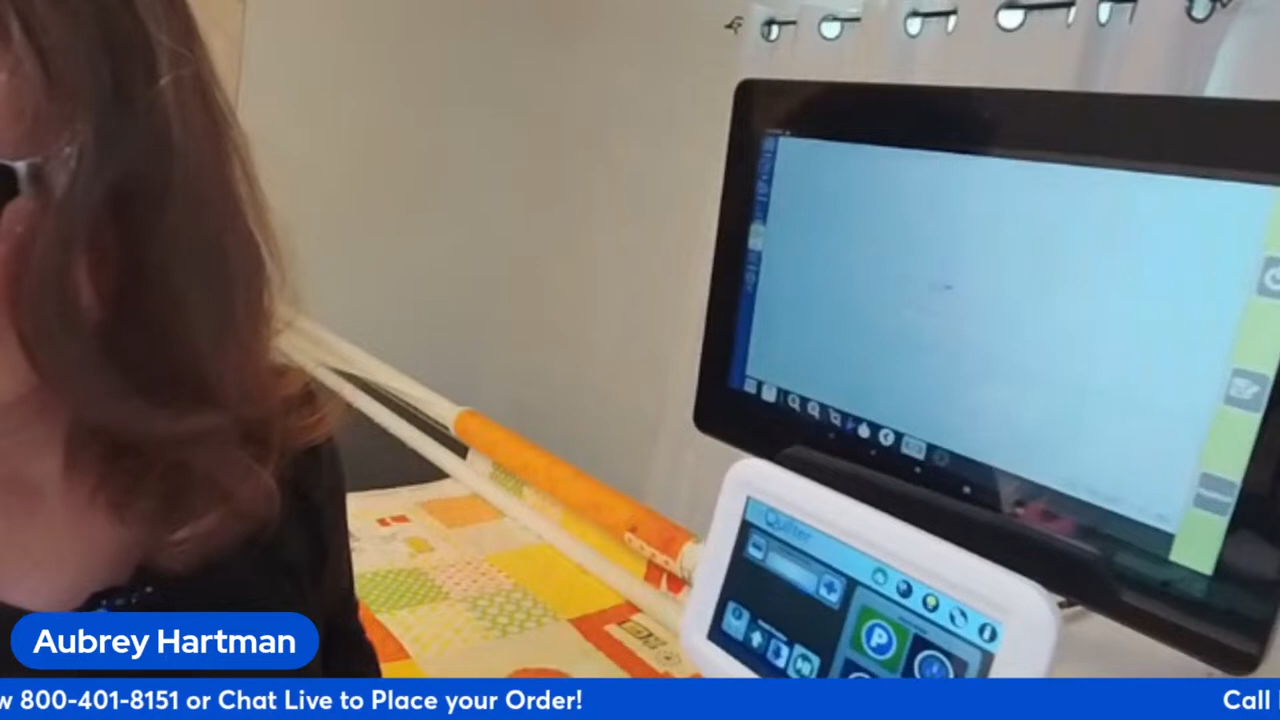 Quilter
P
Aubrey Hartman
w 800-401-8151 or Chat Live to Place your Order!
Call